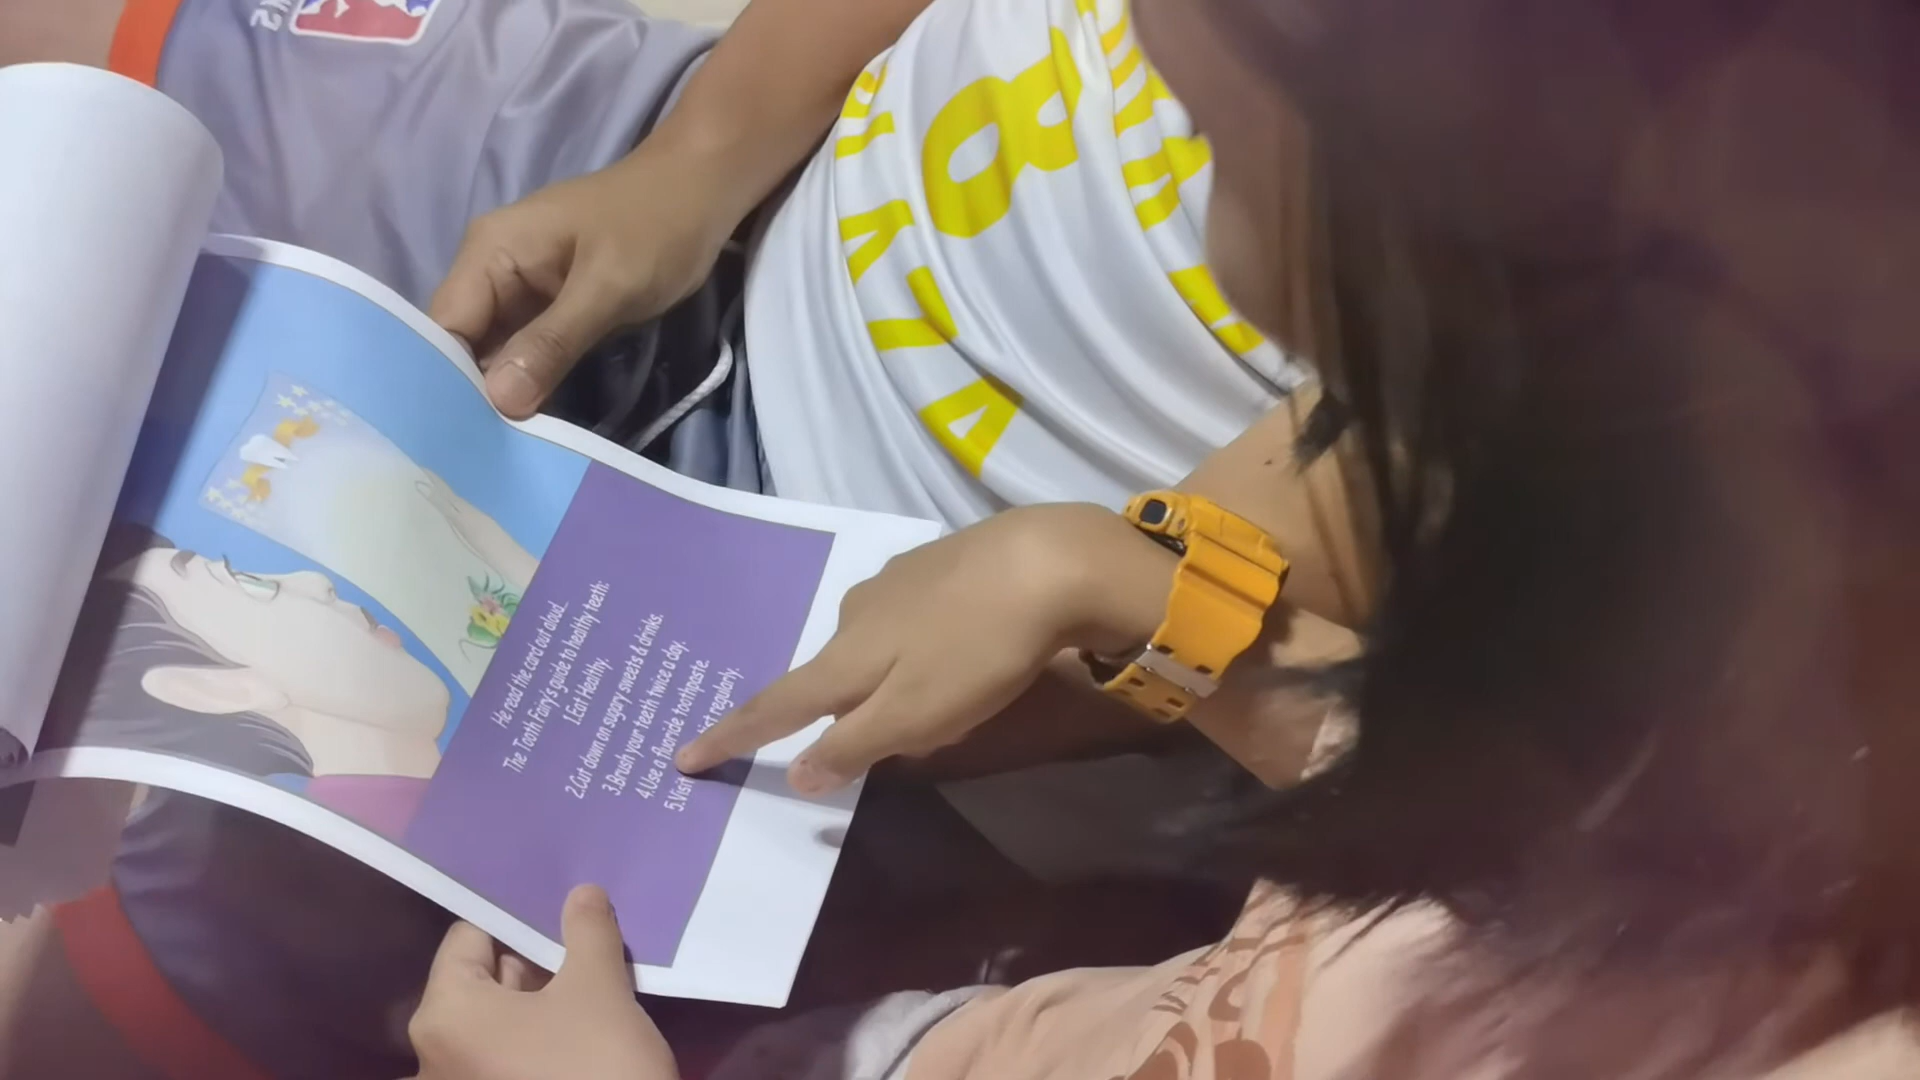 He read the card out aloud...
The Tooth Fairy's guide to healthy teeth:
1.Eat Healthy.
2.Cut down on sugary sweets & drinks.
3.Brush your teeth twice a day.
4.Use a fluoride toothpaste.
5.Visit regularly.